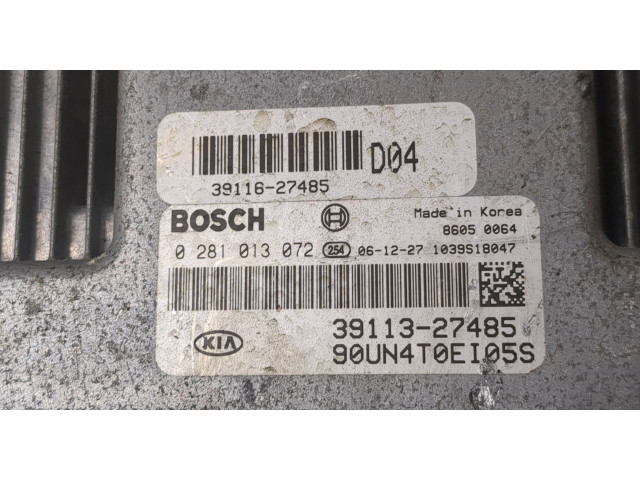 D04
39116-27485
BOSCH
Made in Korea
8605 0064
0 281 013 072 254 06-12-27 1039S18047
KIA
39113-27485
90UN4T0EI05S